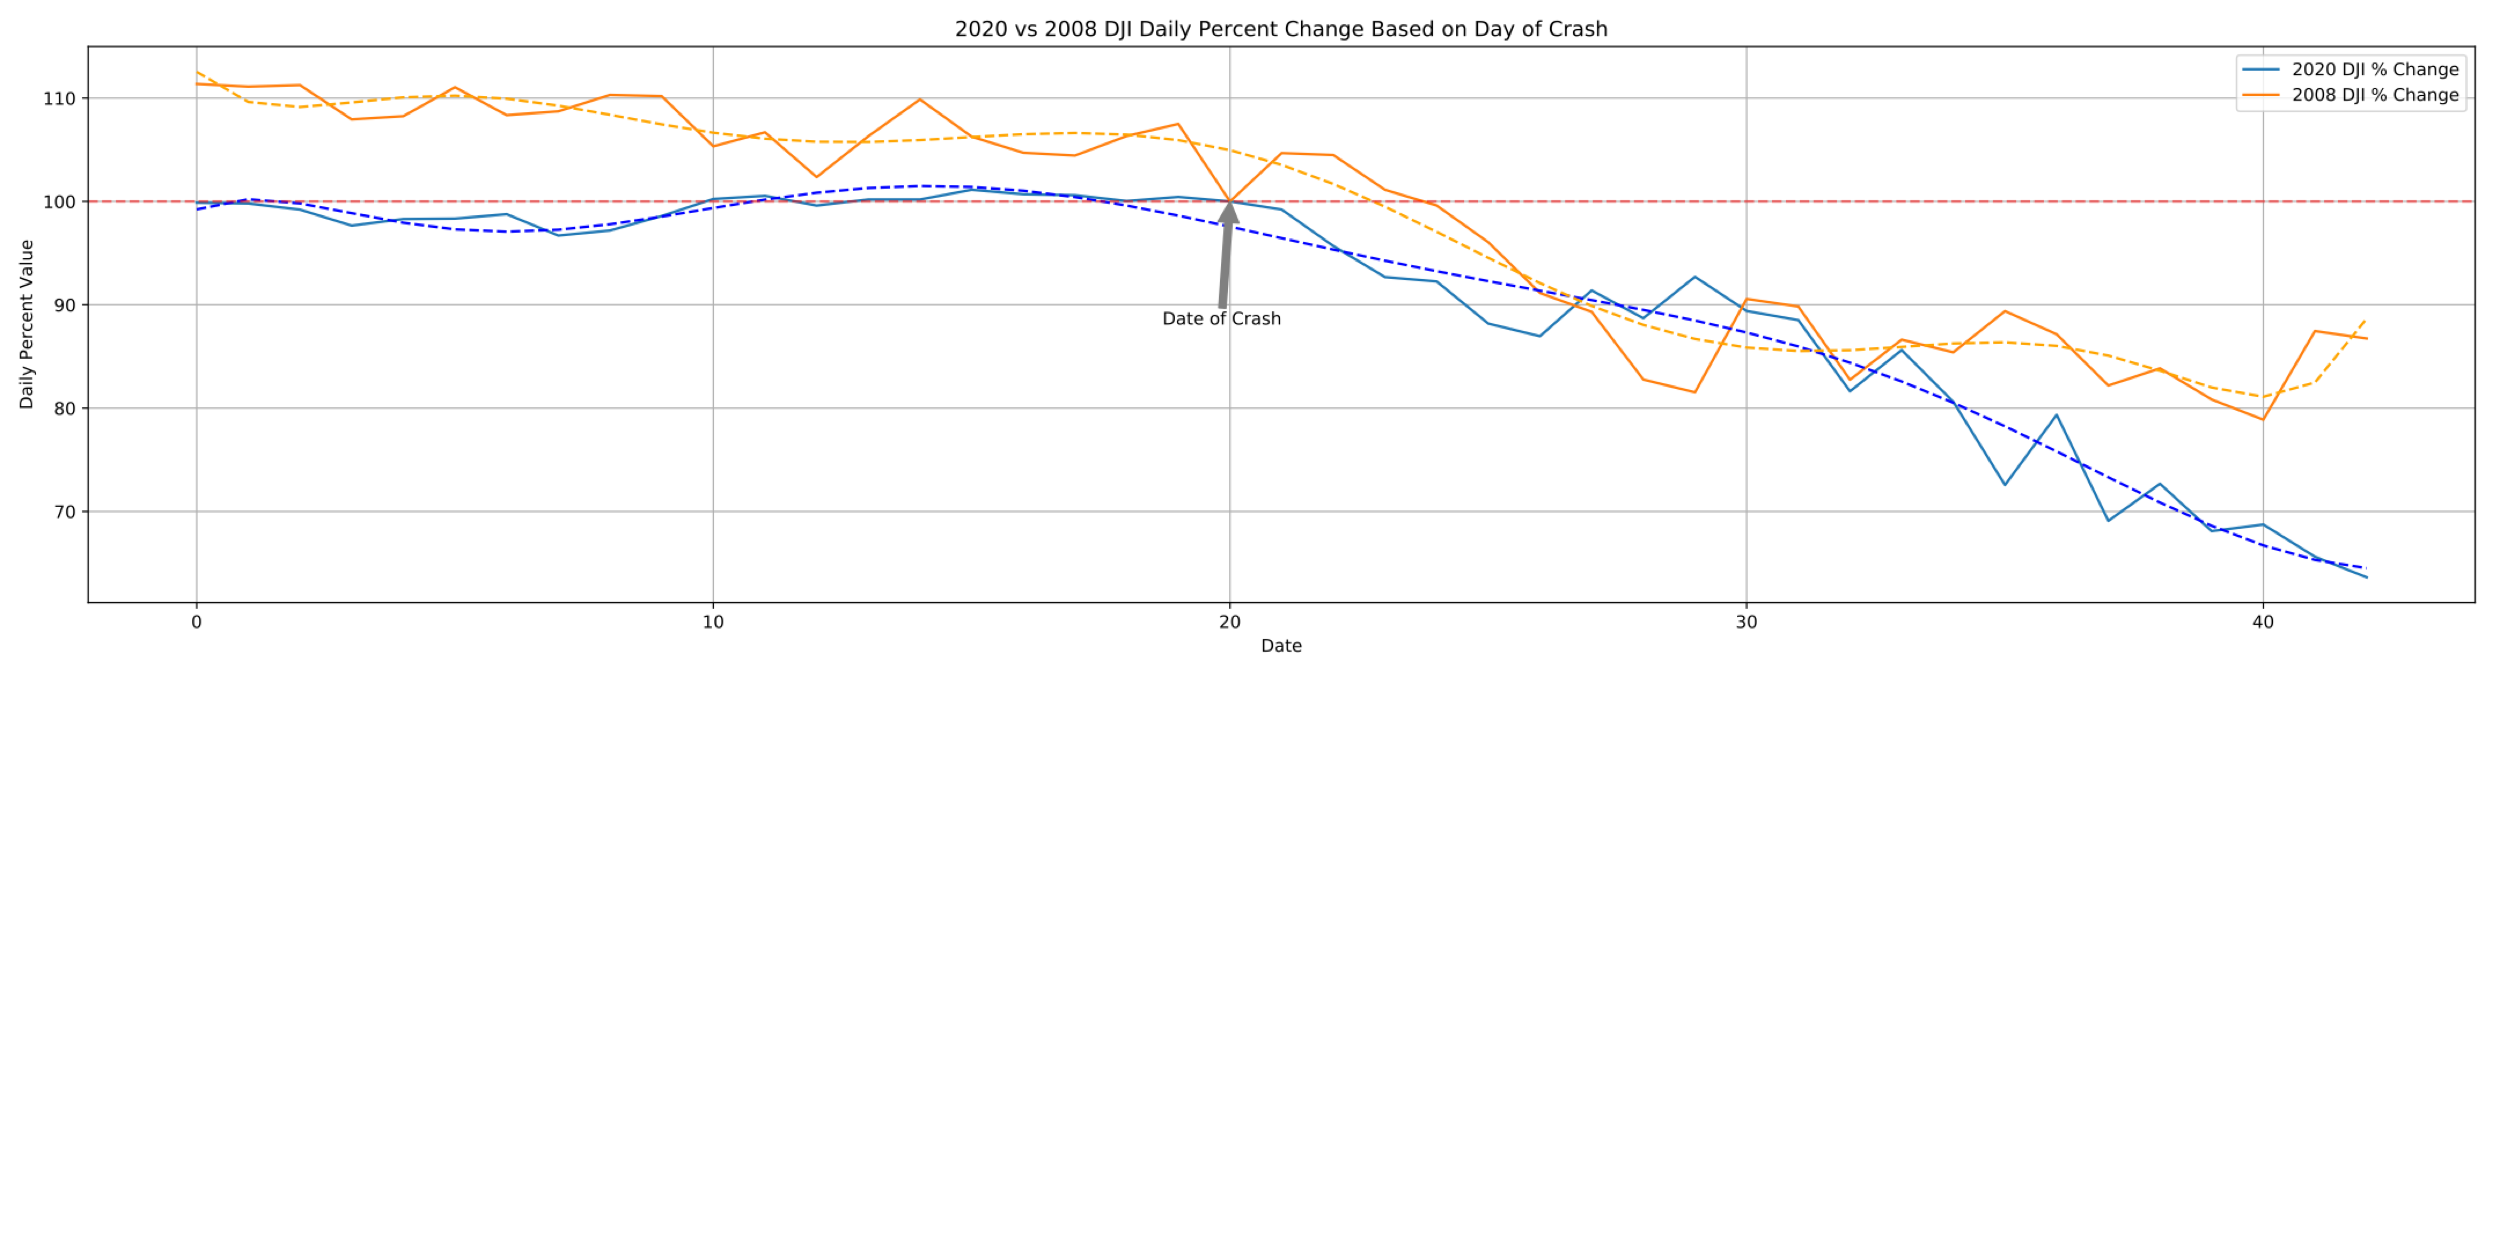 2020 vs 2008 DJI Daily Percent Change Based on Day of Crash
2020 DJI % Change
2008 DJI % Change
110
100
90
80
70
Daily Percent Value
Date of Crash
0 10 20 30 40
Date